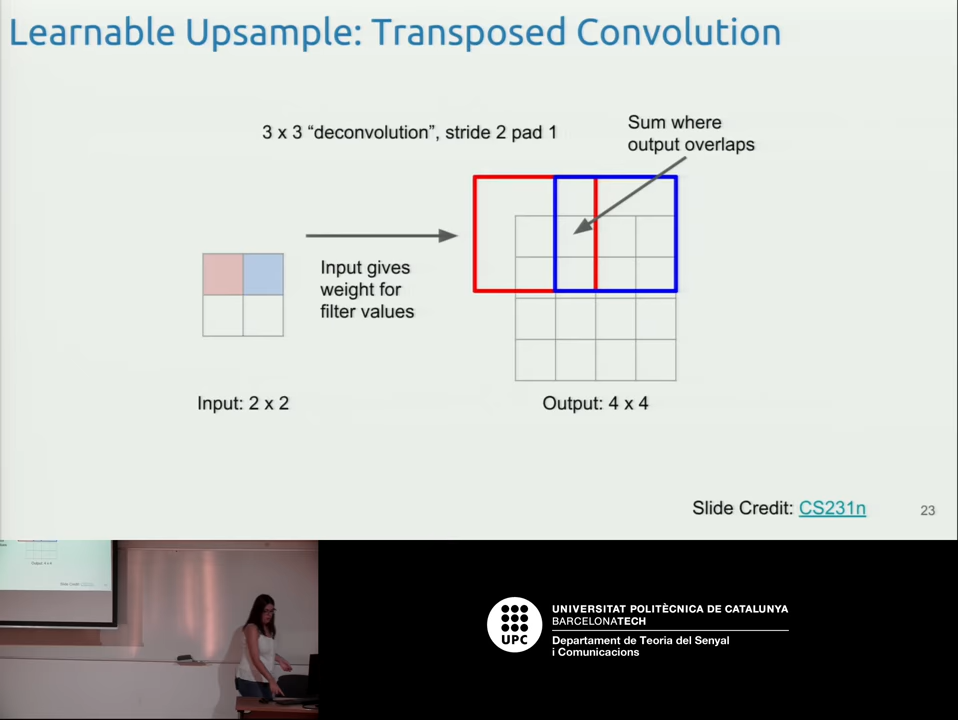 Learnable Upsample: Transposed Convolution
3 x 3 “deconvolution”, stride 2 pad 1
Sum where
output overlaps
Input gives
weight for
filter values
Input: 2 x 2
Output: 4 x 4
Slide Credit: CS231n
23
UPC
UNIVERSITAT POLITÈCNICA DE CATALUNYA
BARCELONATECH
Departament de Teoria del Senyal
i Comunicacions